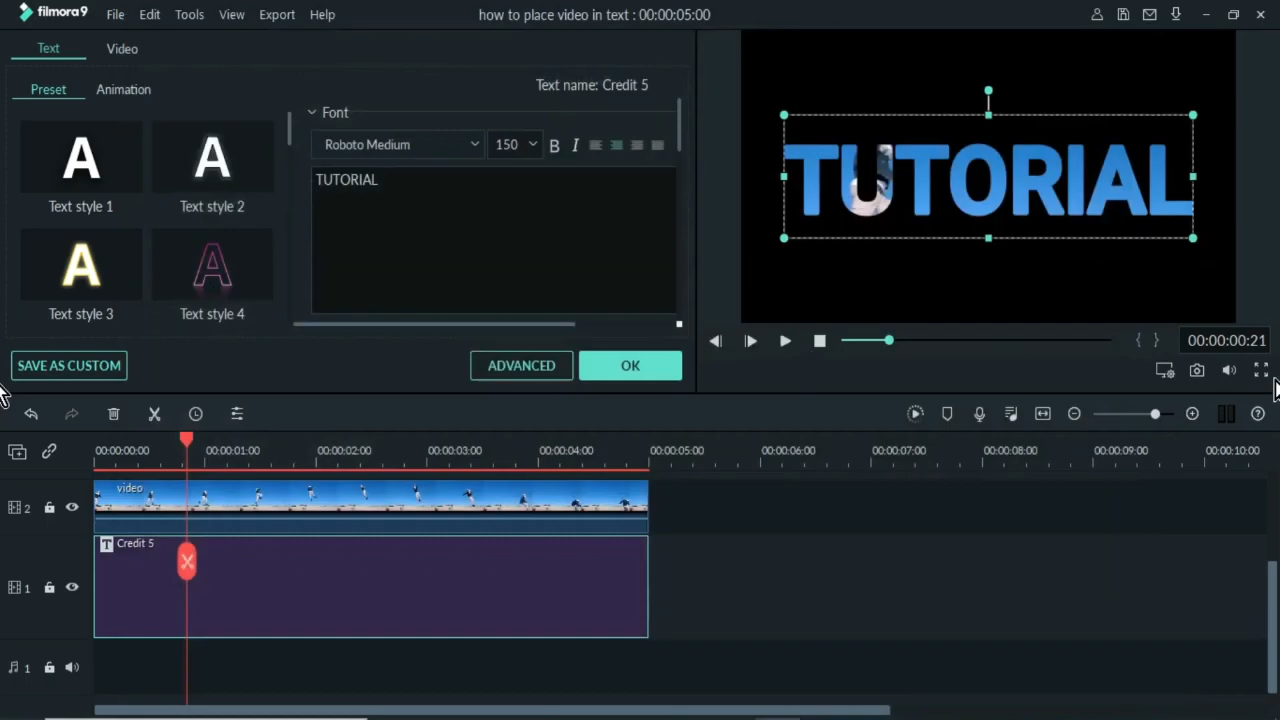 filmora9 File Edit Tools View Export Help how to place video in text : 00:00:05:00
Text Video
Preset Animation Text name: Credit 5
Font
A A Roboto Medium 150 B I
Text style 1 Text style 2
TUTORIAL
A A
Text style 3 Text style 4
TUTORIAL
00:00:00:21
SAVE AS CUSTOM ADVANCED OK
00:00:00:00 00:00:01:00 00:00:02:00 00:00:03:00 00:00:04:00 00:00:05:00 00:00:06:00 00:00:07:00 00:00:08:00 00:00:09:00 00:00:10:00
2 video
T Credit 5
1
1